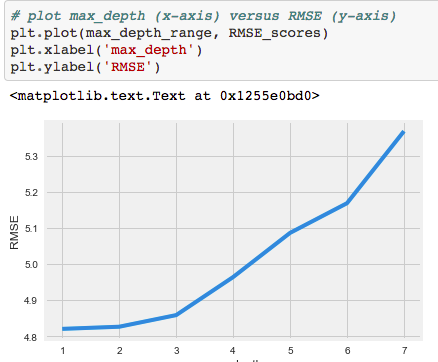 # plot max_depth (x-axis) versus RMSE (y-axis)
plt.plot(max_depth_range, RMSE_scores)
plt.xlabel('max_depth')
plt.ylabel('RMSE')
<matplotlib.text.Text at 0x1255e0bd0>
5.3
5.2
5.1
5.0
4.9
4.8
RMSE
1 2 3 4 5 6 7